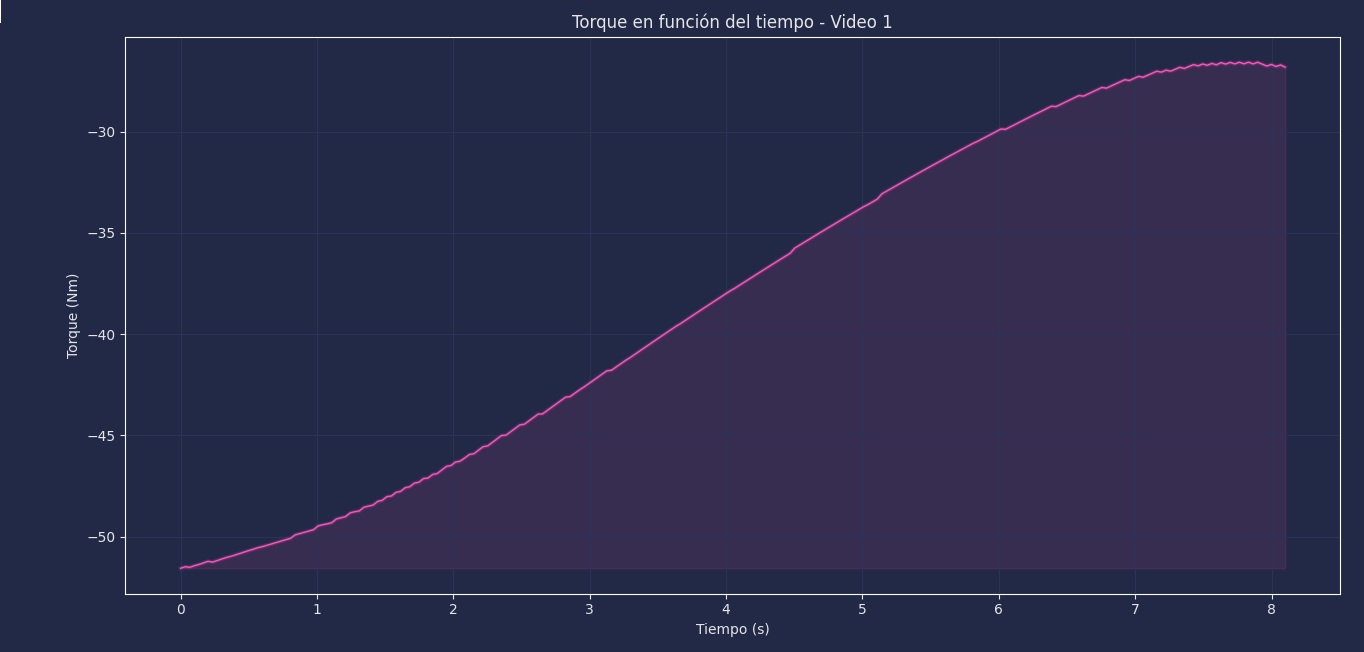 Torque en función del tiempo - Video 1
Torque (Nm)
−30
−35
−40
−45
−50
0 1 2 3 4 5 6 7 8
Tiempo (s)